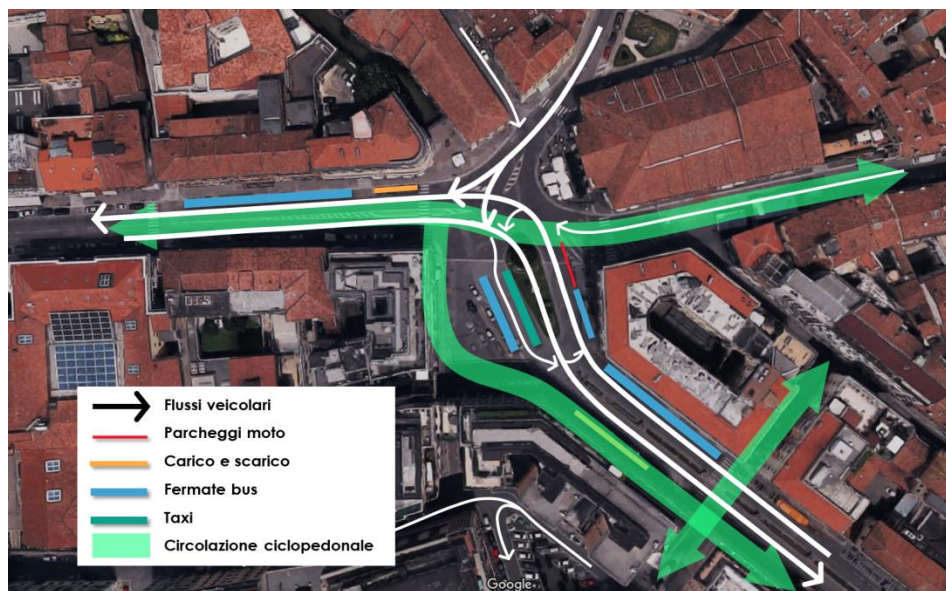 Flussi veicolari
Parcheggi moto
Carico e scarico
Fermate bus
Taxi
Circolazione ciclopedonale
Google